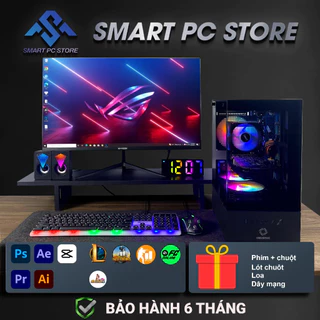 SMART PC STORE
SMART PC STORE
12:07
Ps
Ae
Pr
Ai
Phím + chuột
Lót chuột
Loa
Dây mạng
BẢO HÀNH 6 THÁNG